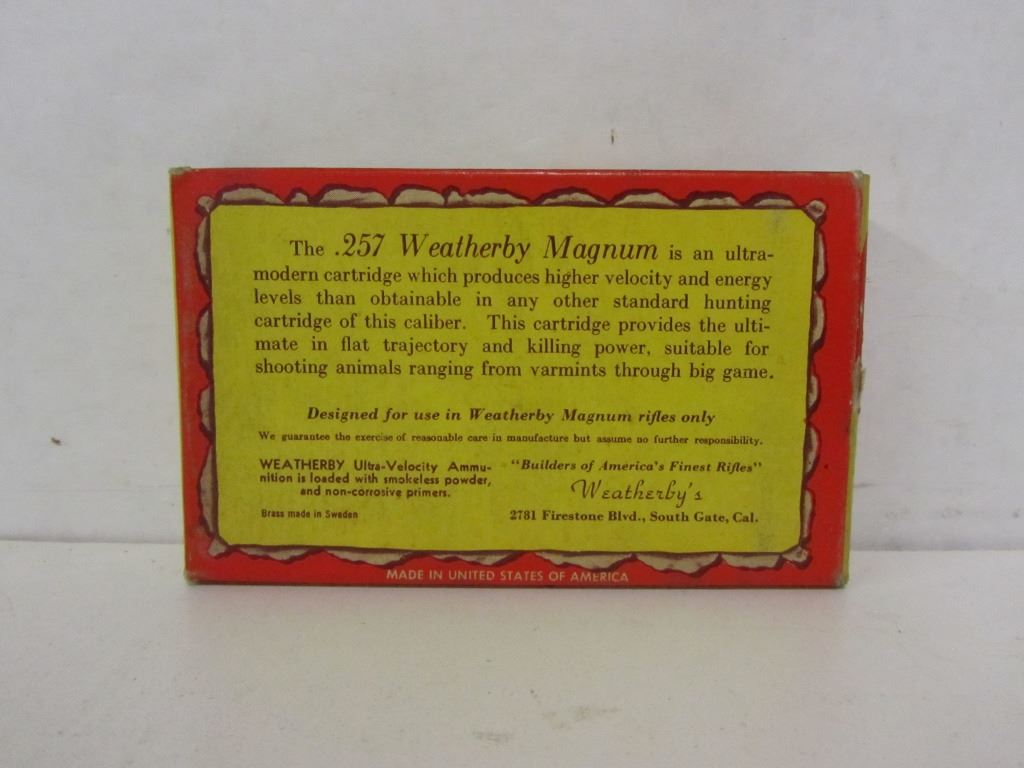 The .257 Weatherby Magnum is an ultra-
modern cartridge which produces higher velocity and energy
levels than obtainable in any other standard hunting
cartridge of this caliber. This cartridge provides the ulti-
mate in flat trajectory and killing power, suitable for
shooting animals ranging from varmints through big game.
Designed for use in Weatherby Magnum rifles only
We guarantee the exercise of reasonable care in manufacture but assume no further responsibility.
WEATHERBY Ultra-Velocity Ammu-
nition is loaded with smokeless powder,
and non-corrosive primers.
Brass made in Sweden
"Builders of America's Finest Rifles"
Weatherby's
2781 Firestone Blvd., South Gate, Cal.
MADE IN UNITED STATES OF AMERICA